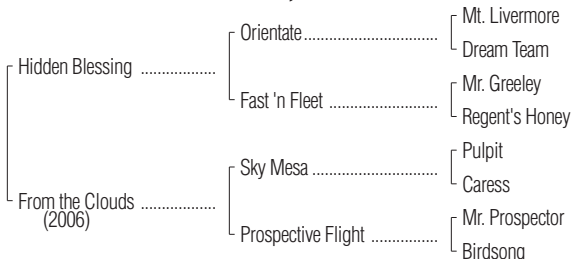 Mt. Livermore
Orientate
Dream Team
Hidden Blessing
Mr. Greeley
Fast 'n Fleet
Regent's Honey
Pulpit
Sky Mesa
Caress
From the Clouds
(2006)
Mr. Prospector
Prospective Flight
Birdsong